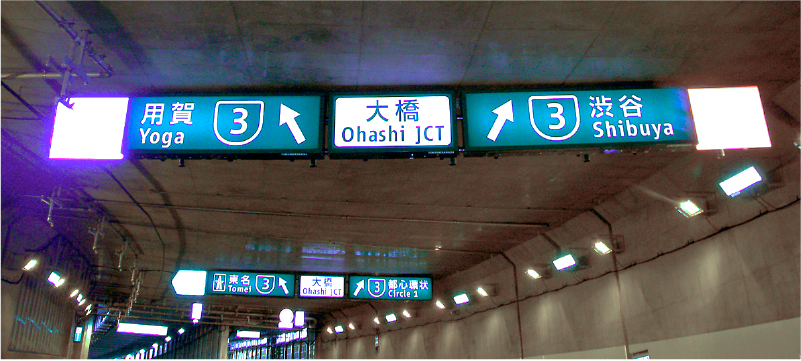 用賀 3
Yoga
大橋
Ohashi JCT
3 渋谷
Shibuya
東名 3
Tomei
大橋
Ohashi JCT
3 都心環状
Circle 1